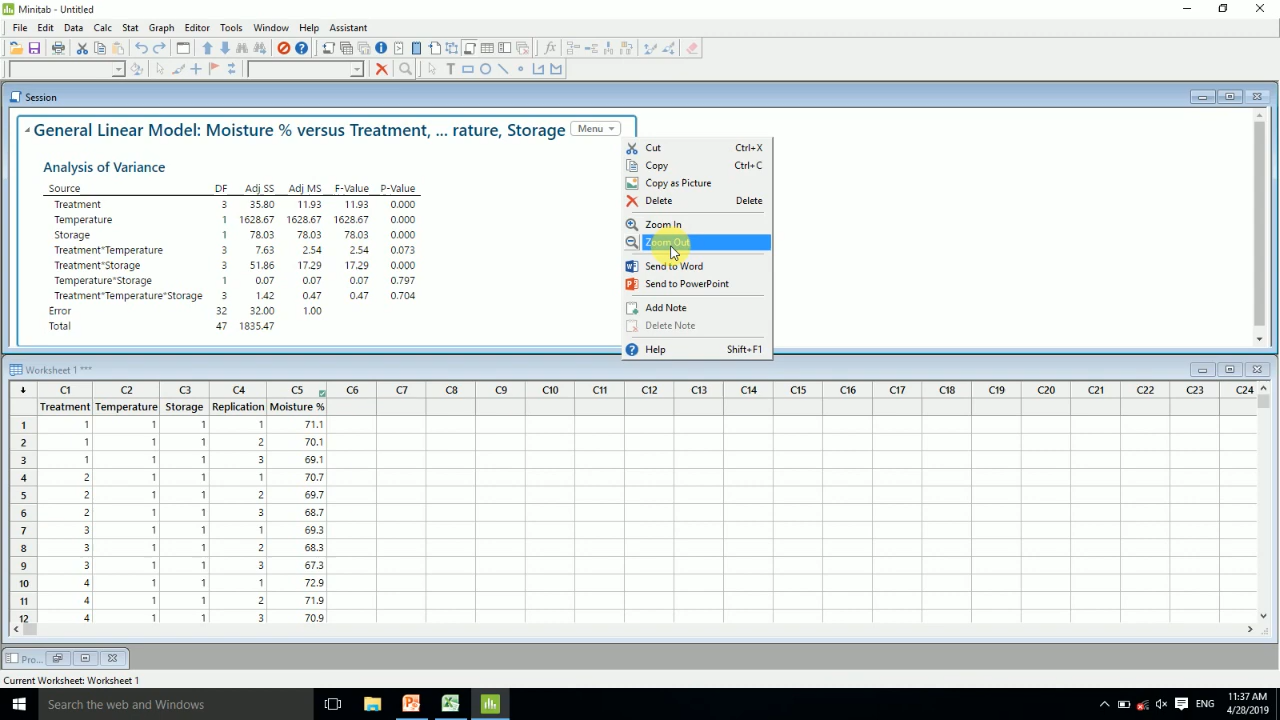 Minitab - Untitled
File Edit Data Calc Stat Graph Editor Tools Window Help Assistant
Session
General Linear Model: Moisture % versus Treatment, ... rature, Storage Menu
Analysis of Variance
Source DF Adj SS Adj MS F-Value P-Value
Treatment 3 35.80 11.93 11.93 0.000
Temperature 1 1628.67 1628.67 1628.67 0.000
Storage 1 78.03 78.03 78.03 0.000
Treatment*Temperature 3 7.63 2.54 2.54 0.073
Treatment*Storage 3 51.86 17.29 17.29 0.000
Temperature*Storage 1 0.07 0.07 0.07 0.797
Treatment*Temperature*Storage 3 1.42 0.47 0.47 0.704
Error 32 32.00 1.00
Total 47 1835.47
Cut Ctrl+X
Copy Ctrl+C
Copy as Picture
Delete Delete
Zoom In
Zoom Out
Send to Word
Send to PowerPoint
Add Note
Delete Note
Help Shift+F1
Worksheet 1 ***
C1 C2 C3 C4 C5 C6 C7 C8 C9 C10 C11 C12 C13 C14 C15 C16 C17 C18 C19 C20 C21 C22 C23 C24
Treatment Temperature Storage Replication Moisture %
1 1 1 1 1 71.1
2 1 1 1 2 70.1
3 1 1 1 3 69.1
4 2 1 1 1 70.7
5 2 1 1 2 69.7
6 2 1 1 3 68.7
7 3 1 1 1 69.3
8 3 1 1 2 68.3
9 3 1 1 3 67.3
10 4 1 1 1 72.9
11 4 1 1 2 71.9
12 4 1 1 3 70.9
Pro...
Current Worksheet: Worksheet 1
Search the web and Windows
ENG
11:37 AM
4/28/2019